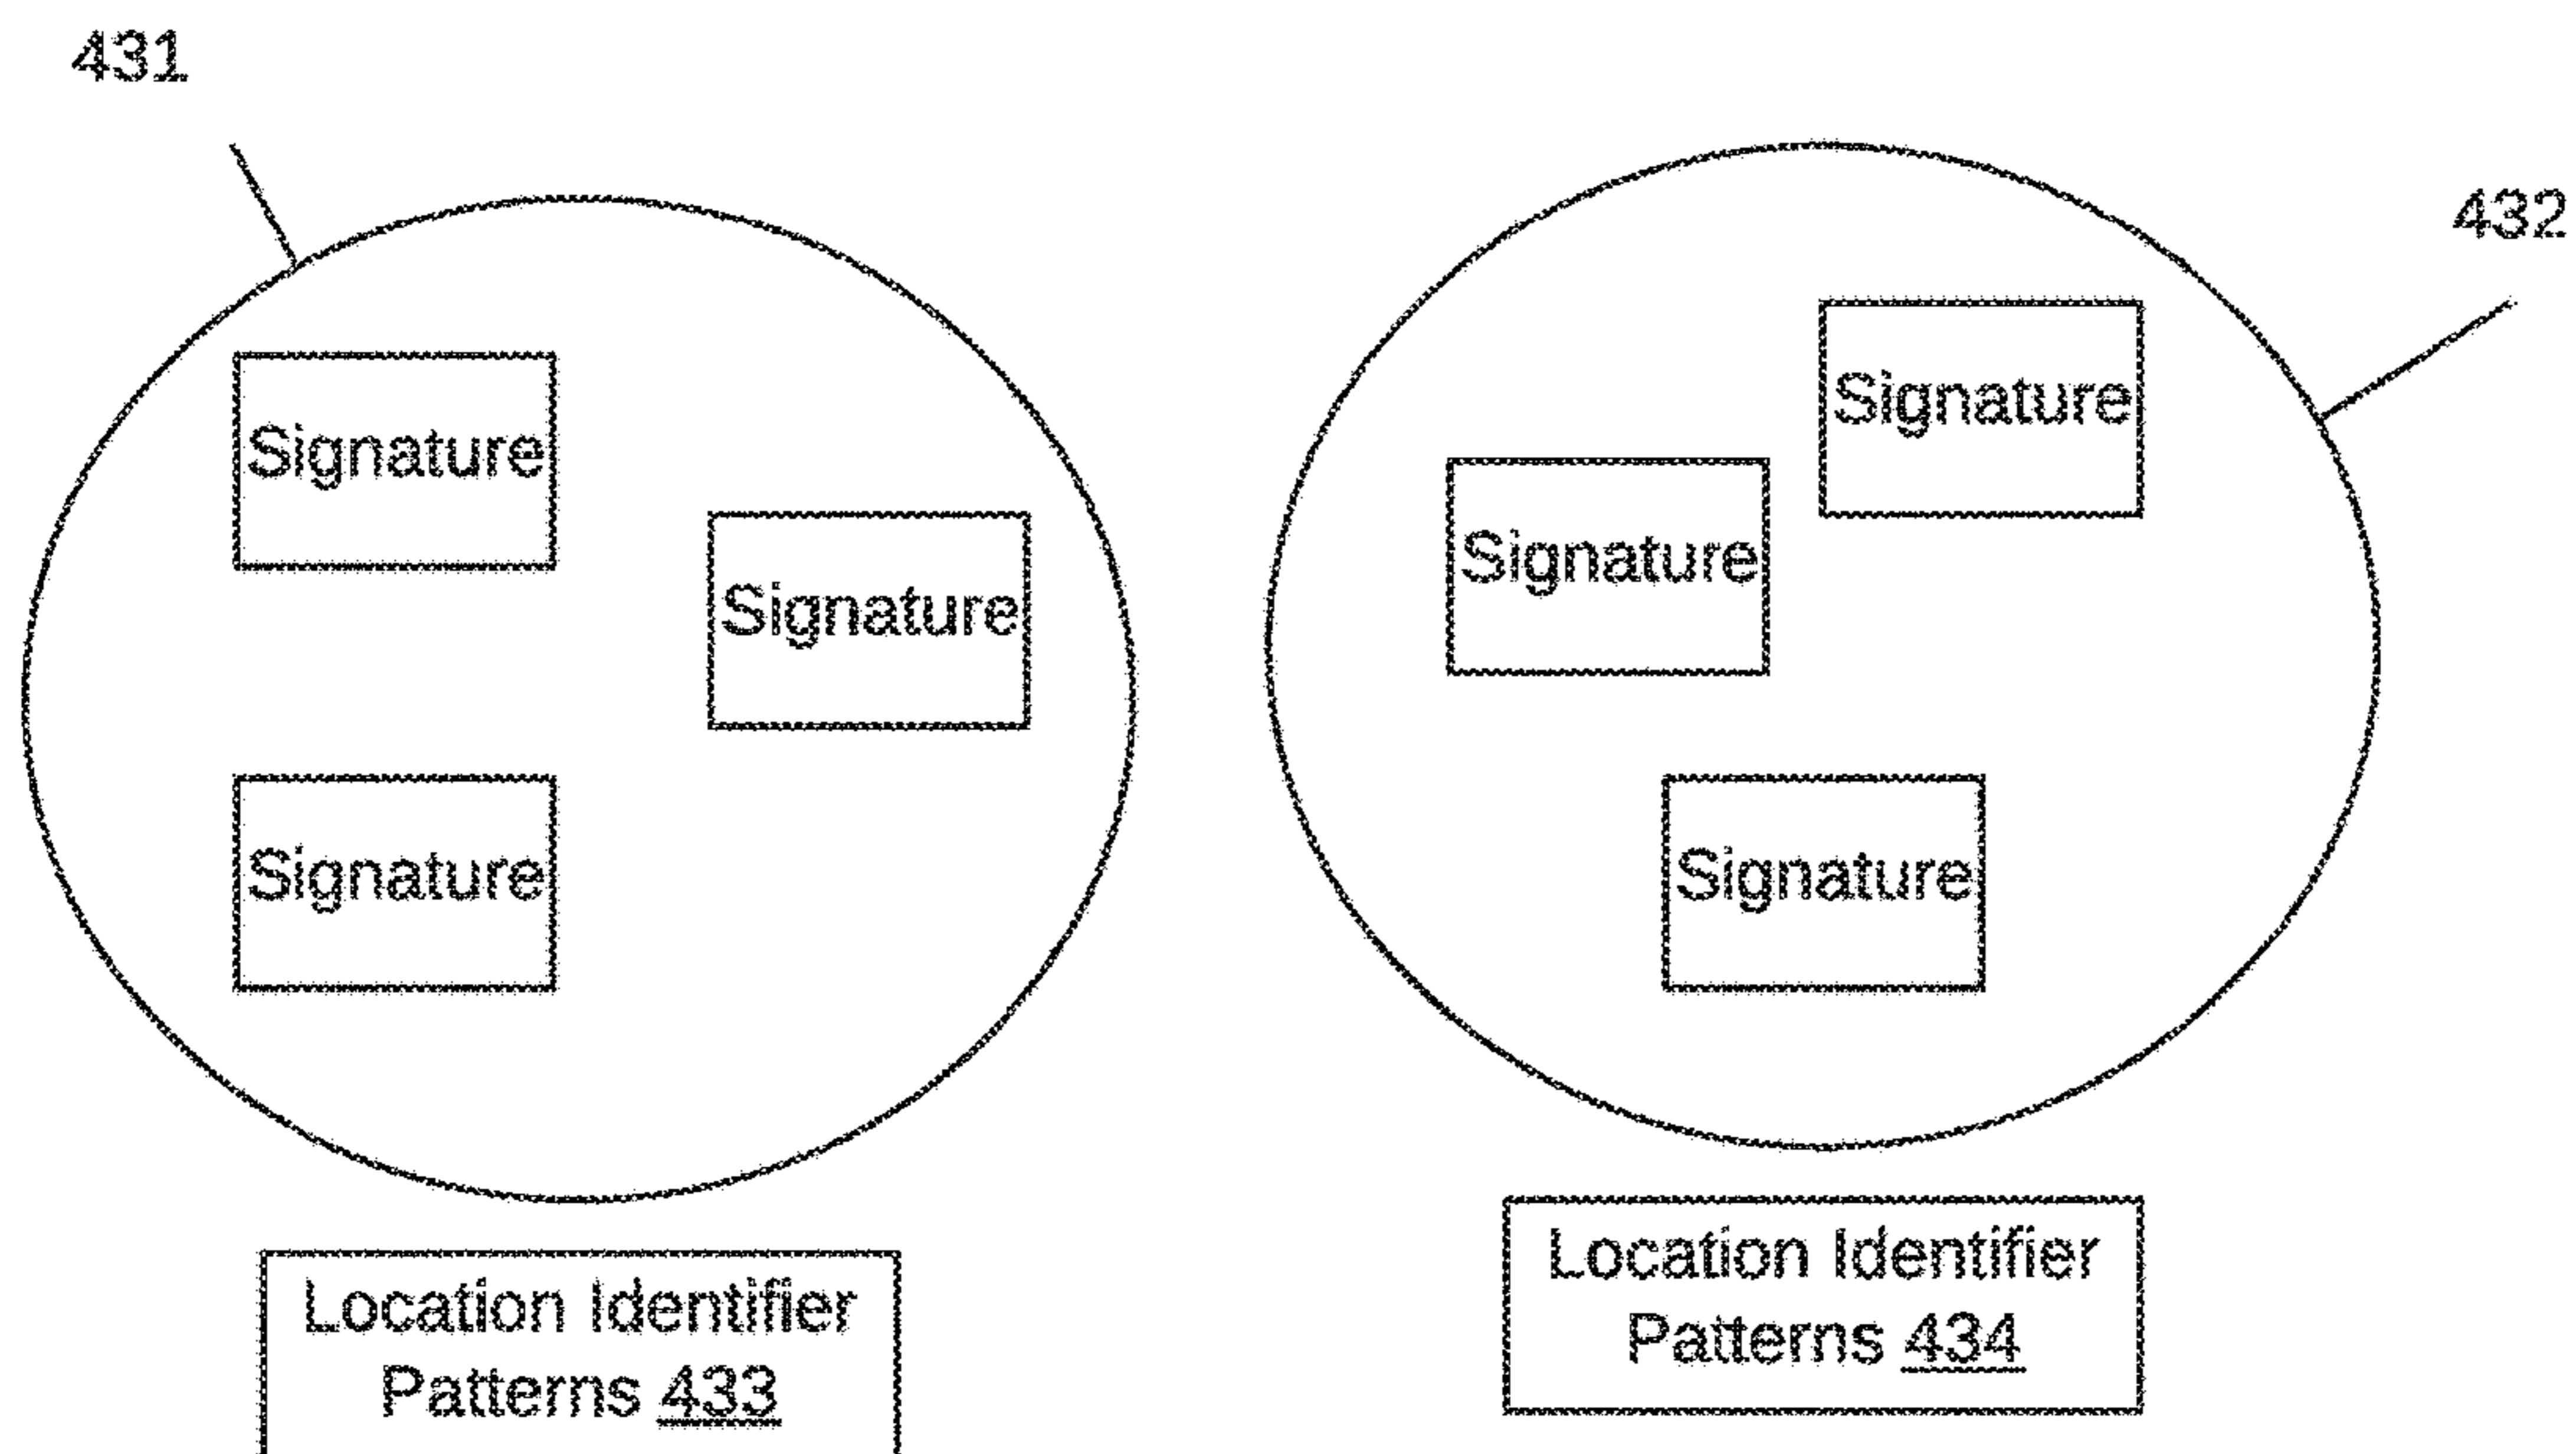 431
432
Signature
Signature
Signature
Signature
Signature
Signature
Location Identifier
Patterns 433
Location Identifier
Patterns 434